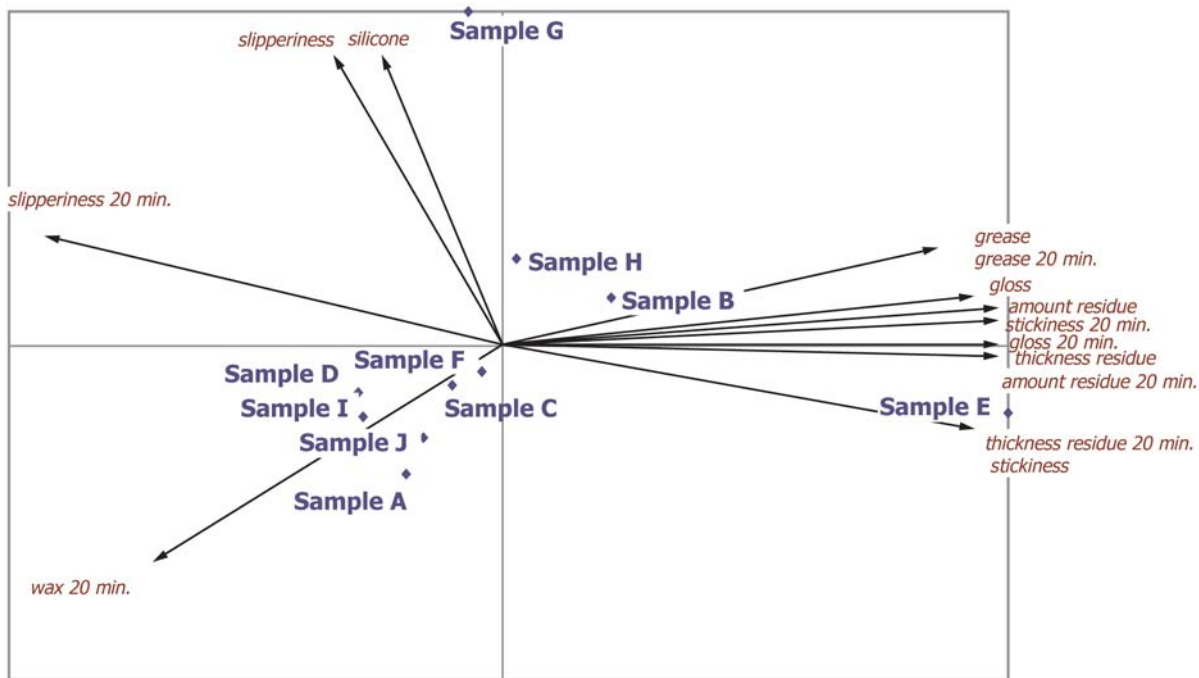 Sample G
slipperiness silicone
slipperiness 20 min.
grease
Sample H
grease 20 min.
gloss
Sample B
amount residue
stickiness 20 min.
gloss 20 min.
Sample F
thickness residue
Sample D
amount residue 20 min.
Sample I
Sample C
Sample E
Sample J
thickness residue 20 min.
stickiness
Sample A
wax 20 min.